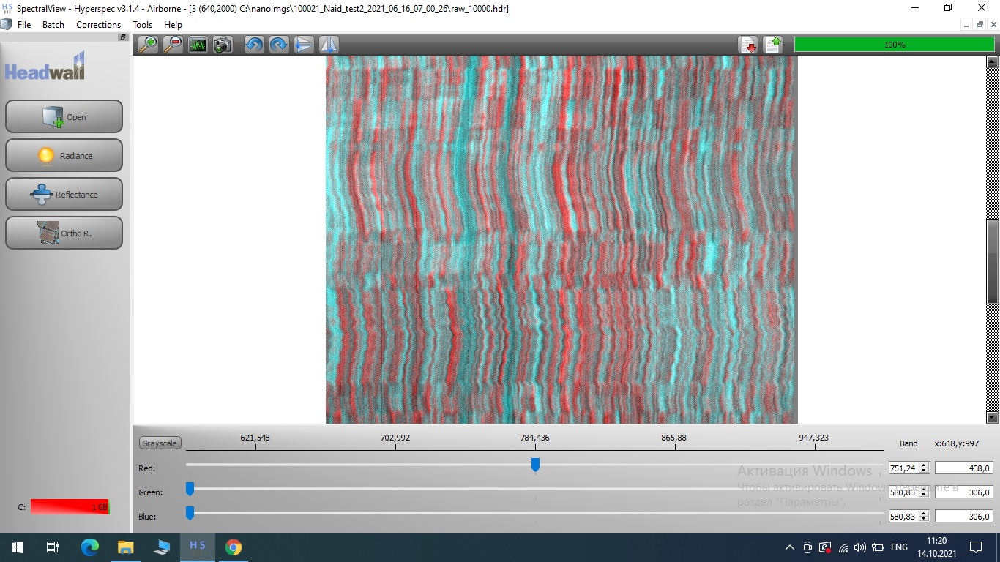 SpectralView - Hyperspec v3.1.4 - Airborne - [3 (640,2000) C:\nanoImgs\100021_Naid_test2_2021_06_16_07_00_26\raw_10000.hdr]
File Batch Corrections Tools Help
100%
Headwall
Open
Radiance
Reflectance
Ortho R.
C: 1 GB
Grayscale 621,548 702,992 784,436 865,88 947,323 Band x:618,y:997
Red: 751,24 438,0
Green: 580,83 306,0
Blue: 580,83 306,0
Активация Windows
Чтобы активировать Windows, перейдите в
раздел "Параметры".
HS ENG 11:20
14.10.2021